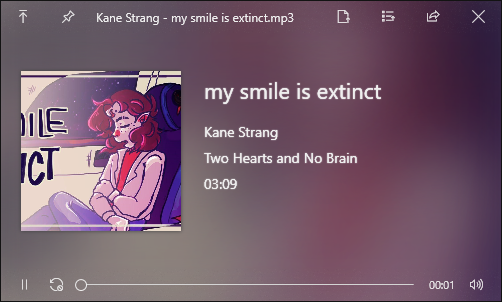 Kane Strang - my smile is extinct.mp3
my smile is extinct
Kane Strang
Two Hearts and No Brain
03:09
ILE
CT
00:01